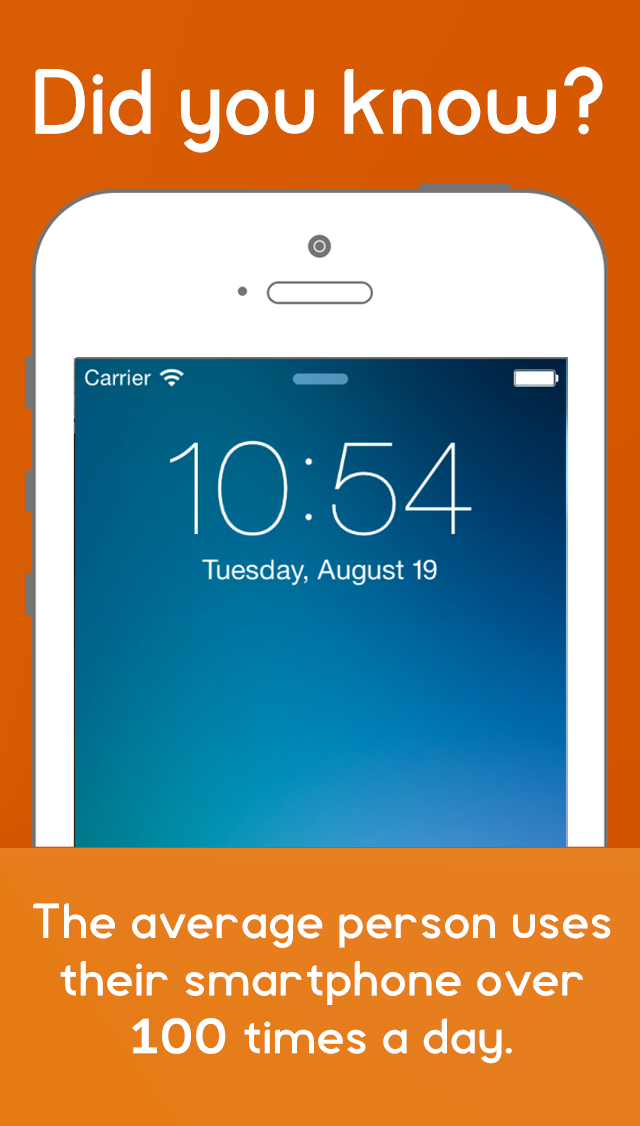 Did you know?
Carrier
10:54
Tuesday, August 19
The average person uses
their smartphone over
100 times a day.